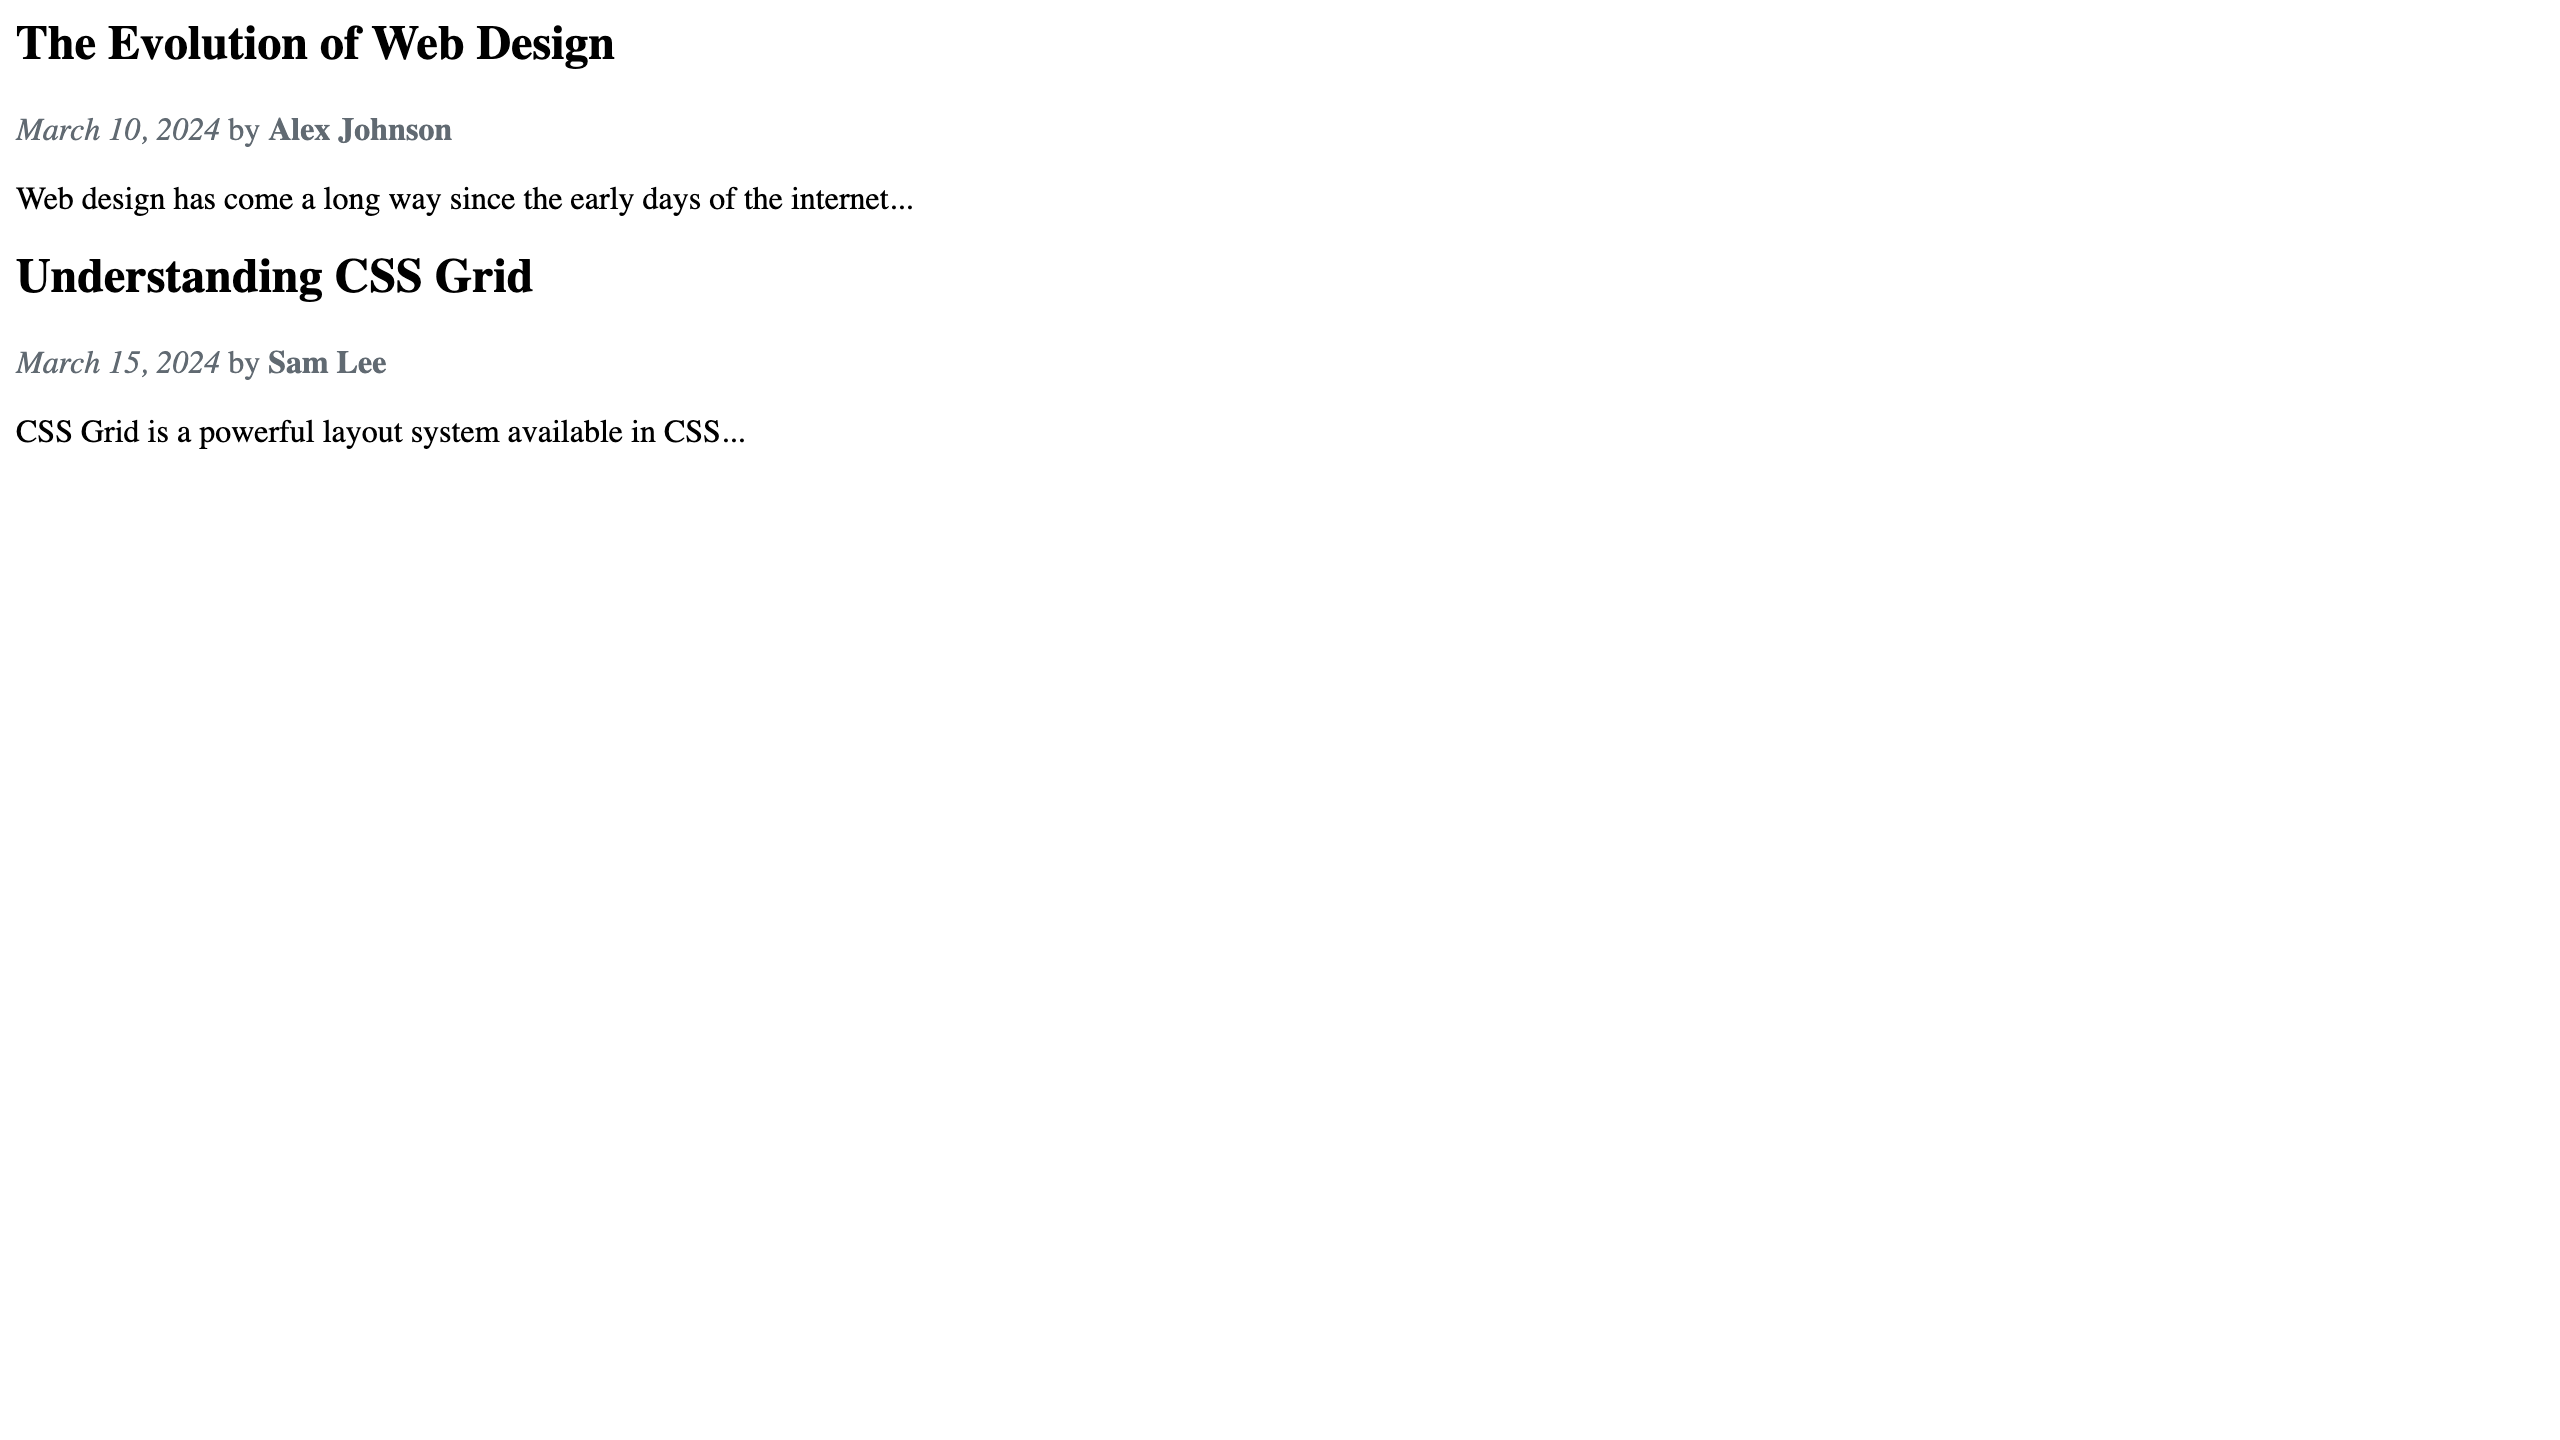 The Evolution of Web Design
March 10, 2024 by Alex Johnson
Web design has come a long way since the early days of the internet...
Understanding CSS Grid
March 15, 2024 by Sam Lee
CSS Grid is a powerful layout system available in CSS...